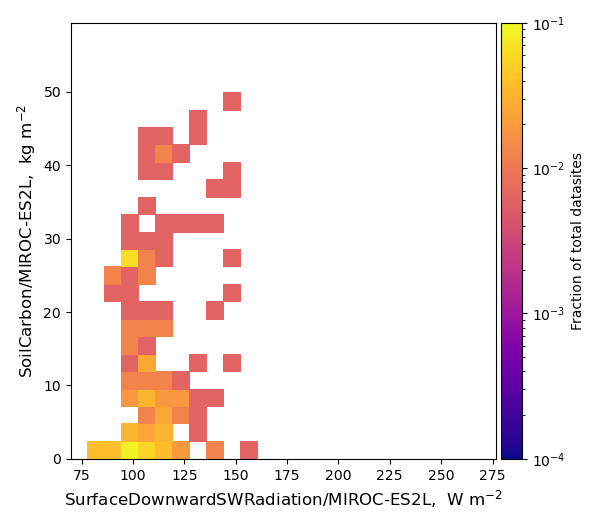 50
40
30
20
10
0
SoilCarbon/MIROC-ES2L,  kg m⁻²
75 100 125 150 175 200 225 250 275
SurfaceDownwardSWRadiation/MIROC-ES2L,  W m⁻²
10⁻¹
10⁻²
10⁻³
10⁻⁴
Fraction of total datasites